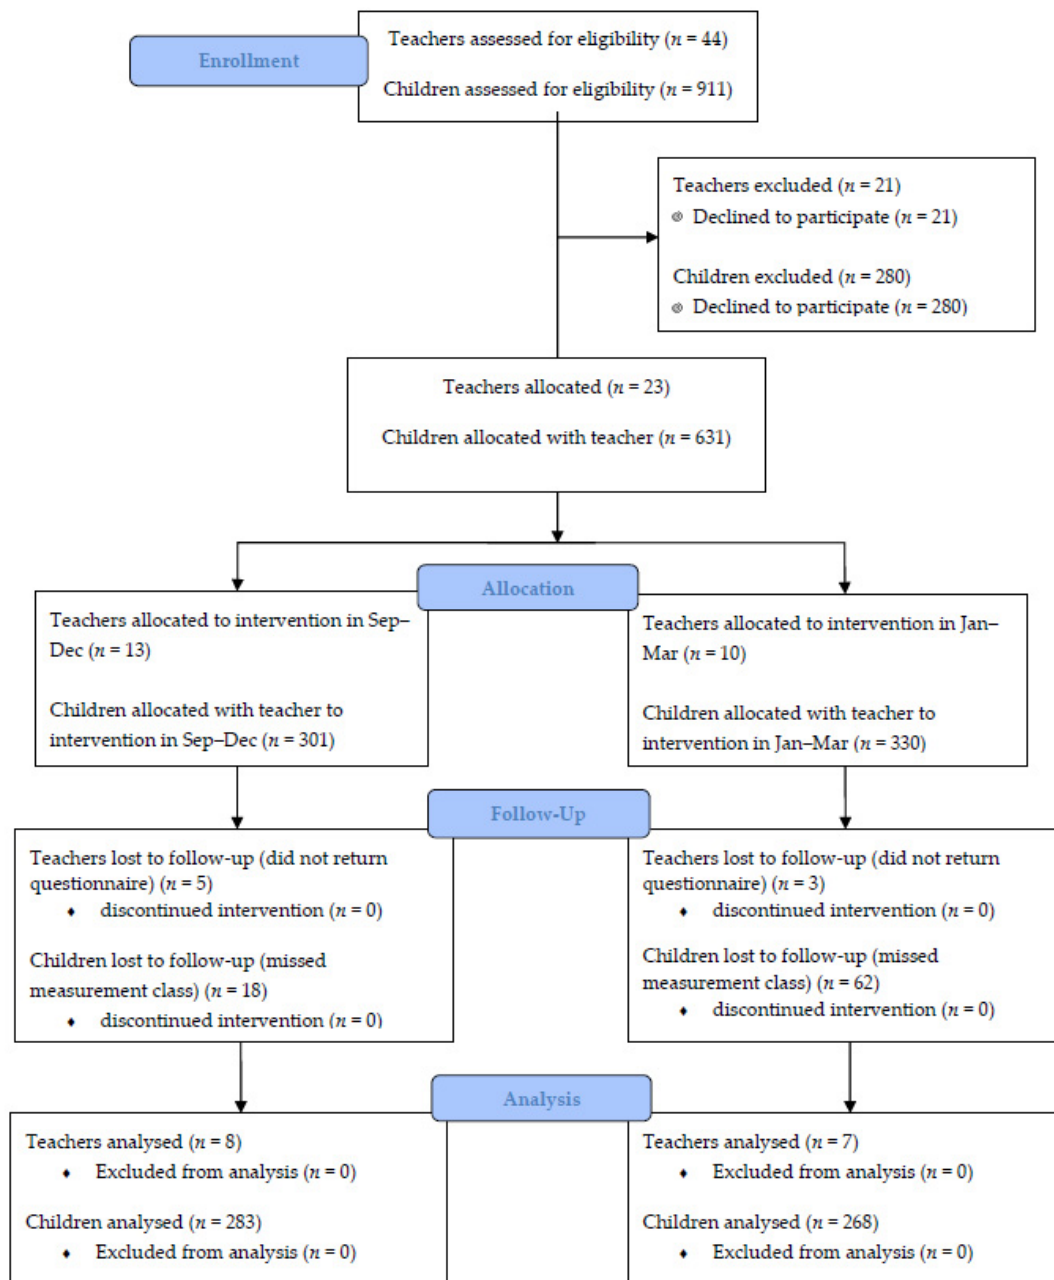 Enrollment
Teachers assessed for eligibility (n = 44)
Children assessed for eligibility (n = 911)
Teachers excluded (n = 21)
Declined to participate (n = 21)
Children excluded (n = 280)
Declined to participate (n = 280)
Teachers allocated (n = 23)
Children allocated with teacher (n = 631)
Allocation
Teachers allocated to intervention in Sep–
Dec (n = 13)
Children allocated with teacher to
intervention in Sep–Dec (n = 301)
Teachers allocated to intervention in Jan–
Mar (n = 10)
Children allocated with teacher to
intervention in Jan–Mar (n = 330)
Follow-Up
Teachers lost to follow-up (did not return
questionnaire) (n = 5)
♦ discontinued intervention (n = 0)
Children lost to follow-up (missed
measurement class) (n = 18)
♦ discontinued intervention (n = 0)
Teachers lost to follow-up (did not return
questionnaire) (n = 3)
♦ discontinued intervention (n = 0)
Children lost to follow-up (missed
measurement class) (n = 62)
♦ discontinued intervention (n = 0)
Analysis
Teachers analysed (n = 8)
♦ Excluded from analysis (n = 0)
Children analysed (n = 283)
♦ Excluded from analysis (n = 0)
Teachers analysed (n = 7)
♦ Excluded from analysis (n = 0)
Children analysed (n = 268)
♦ Excluded from analysis (n = 0)